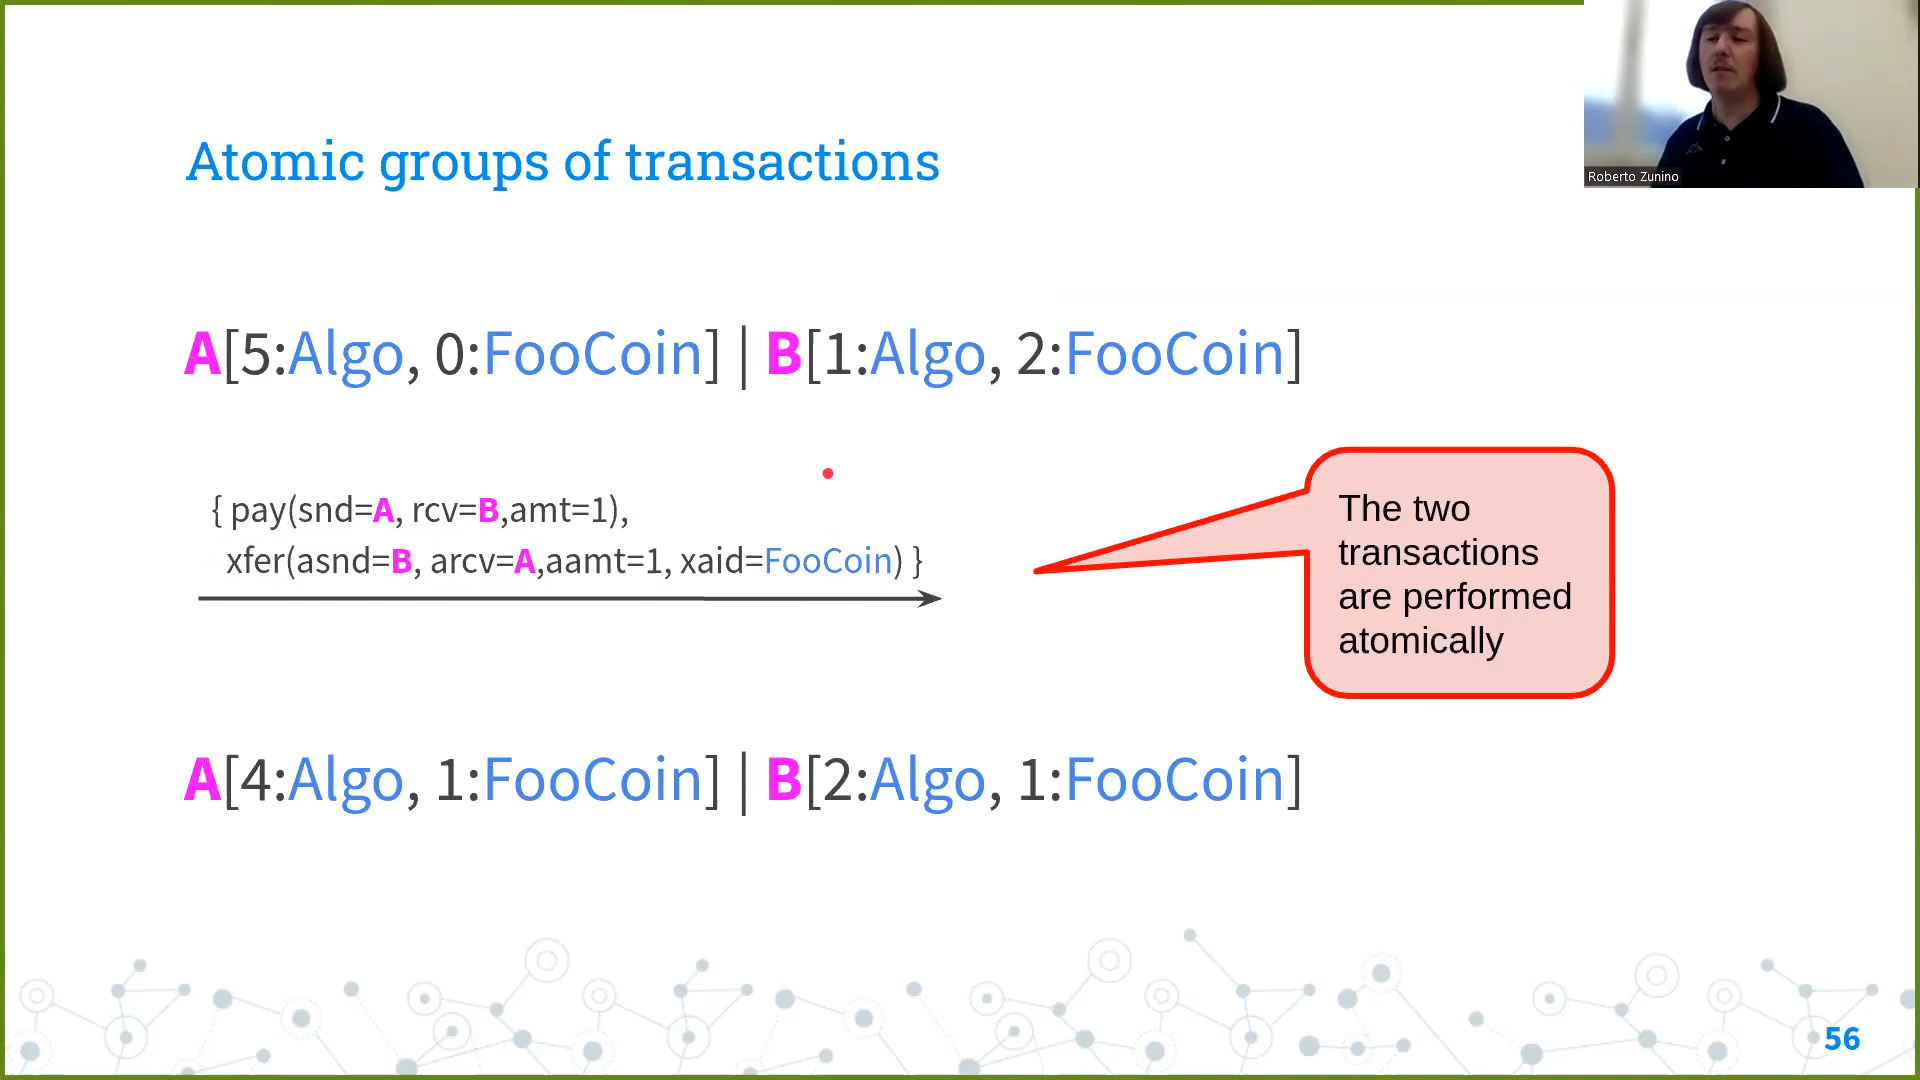 Roberto Zunino
Atomic groups of transactions
A[5:Algo, 0:FooCoin] | B[1:Algo, 2:FooCoin]
{ pay(snd=A, rcv=B,amt=1),
xfer(asnd=B, arcv=A,aamt=1, xaid=FooCoin) }
The two
transactions
are performed
atomically
A[4:Algo, 1:FooCoin] | B[2:Algo, 1:FooCoin]
56